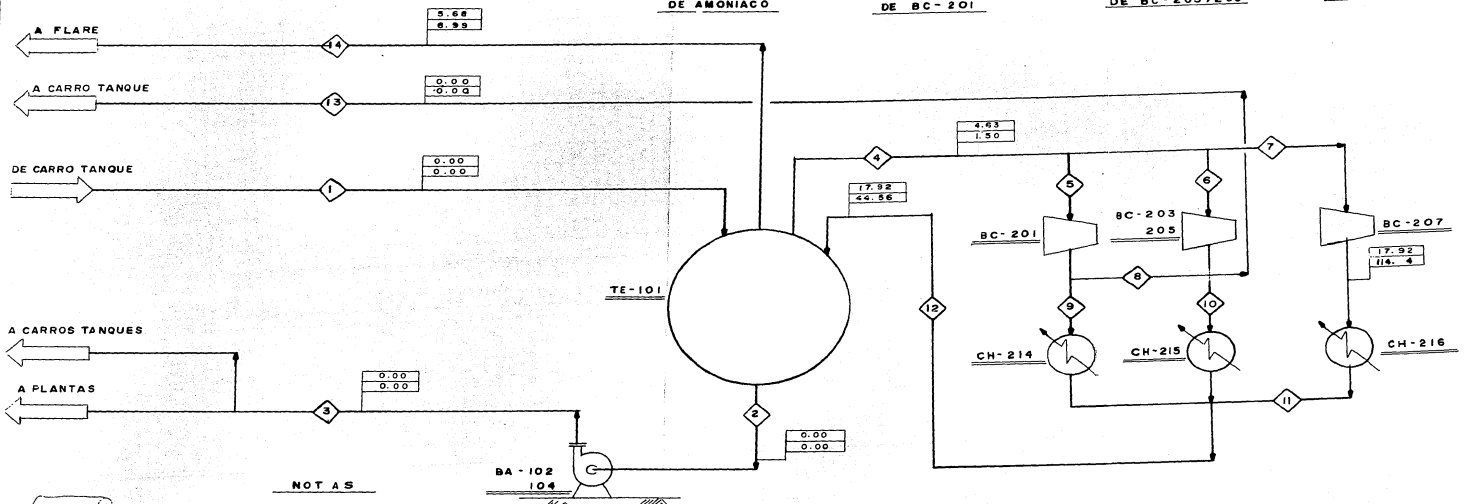 DE AMONIACO
DE BC-201
A FLARE
14
5.66
6.99
A CARRO TANQUE
13
0.00
0.00
4.63
1.50
4
7
DE CARRO TANQUE
1
0.00
0.00
17.92
44.56
5
6
BC-201
BC-203
205
BC-207
17.92
114. 4
TE-101
8
12
9
10
A CARROS TANQUES
CH-214
CH-215
CH-216
A PLANTAS
3
0.00
0.00
2
11
0.00
0.00
BA-102
104
NOTAS